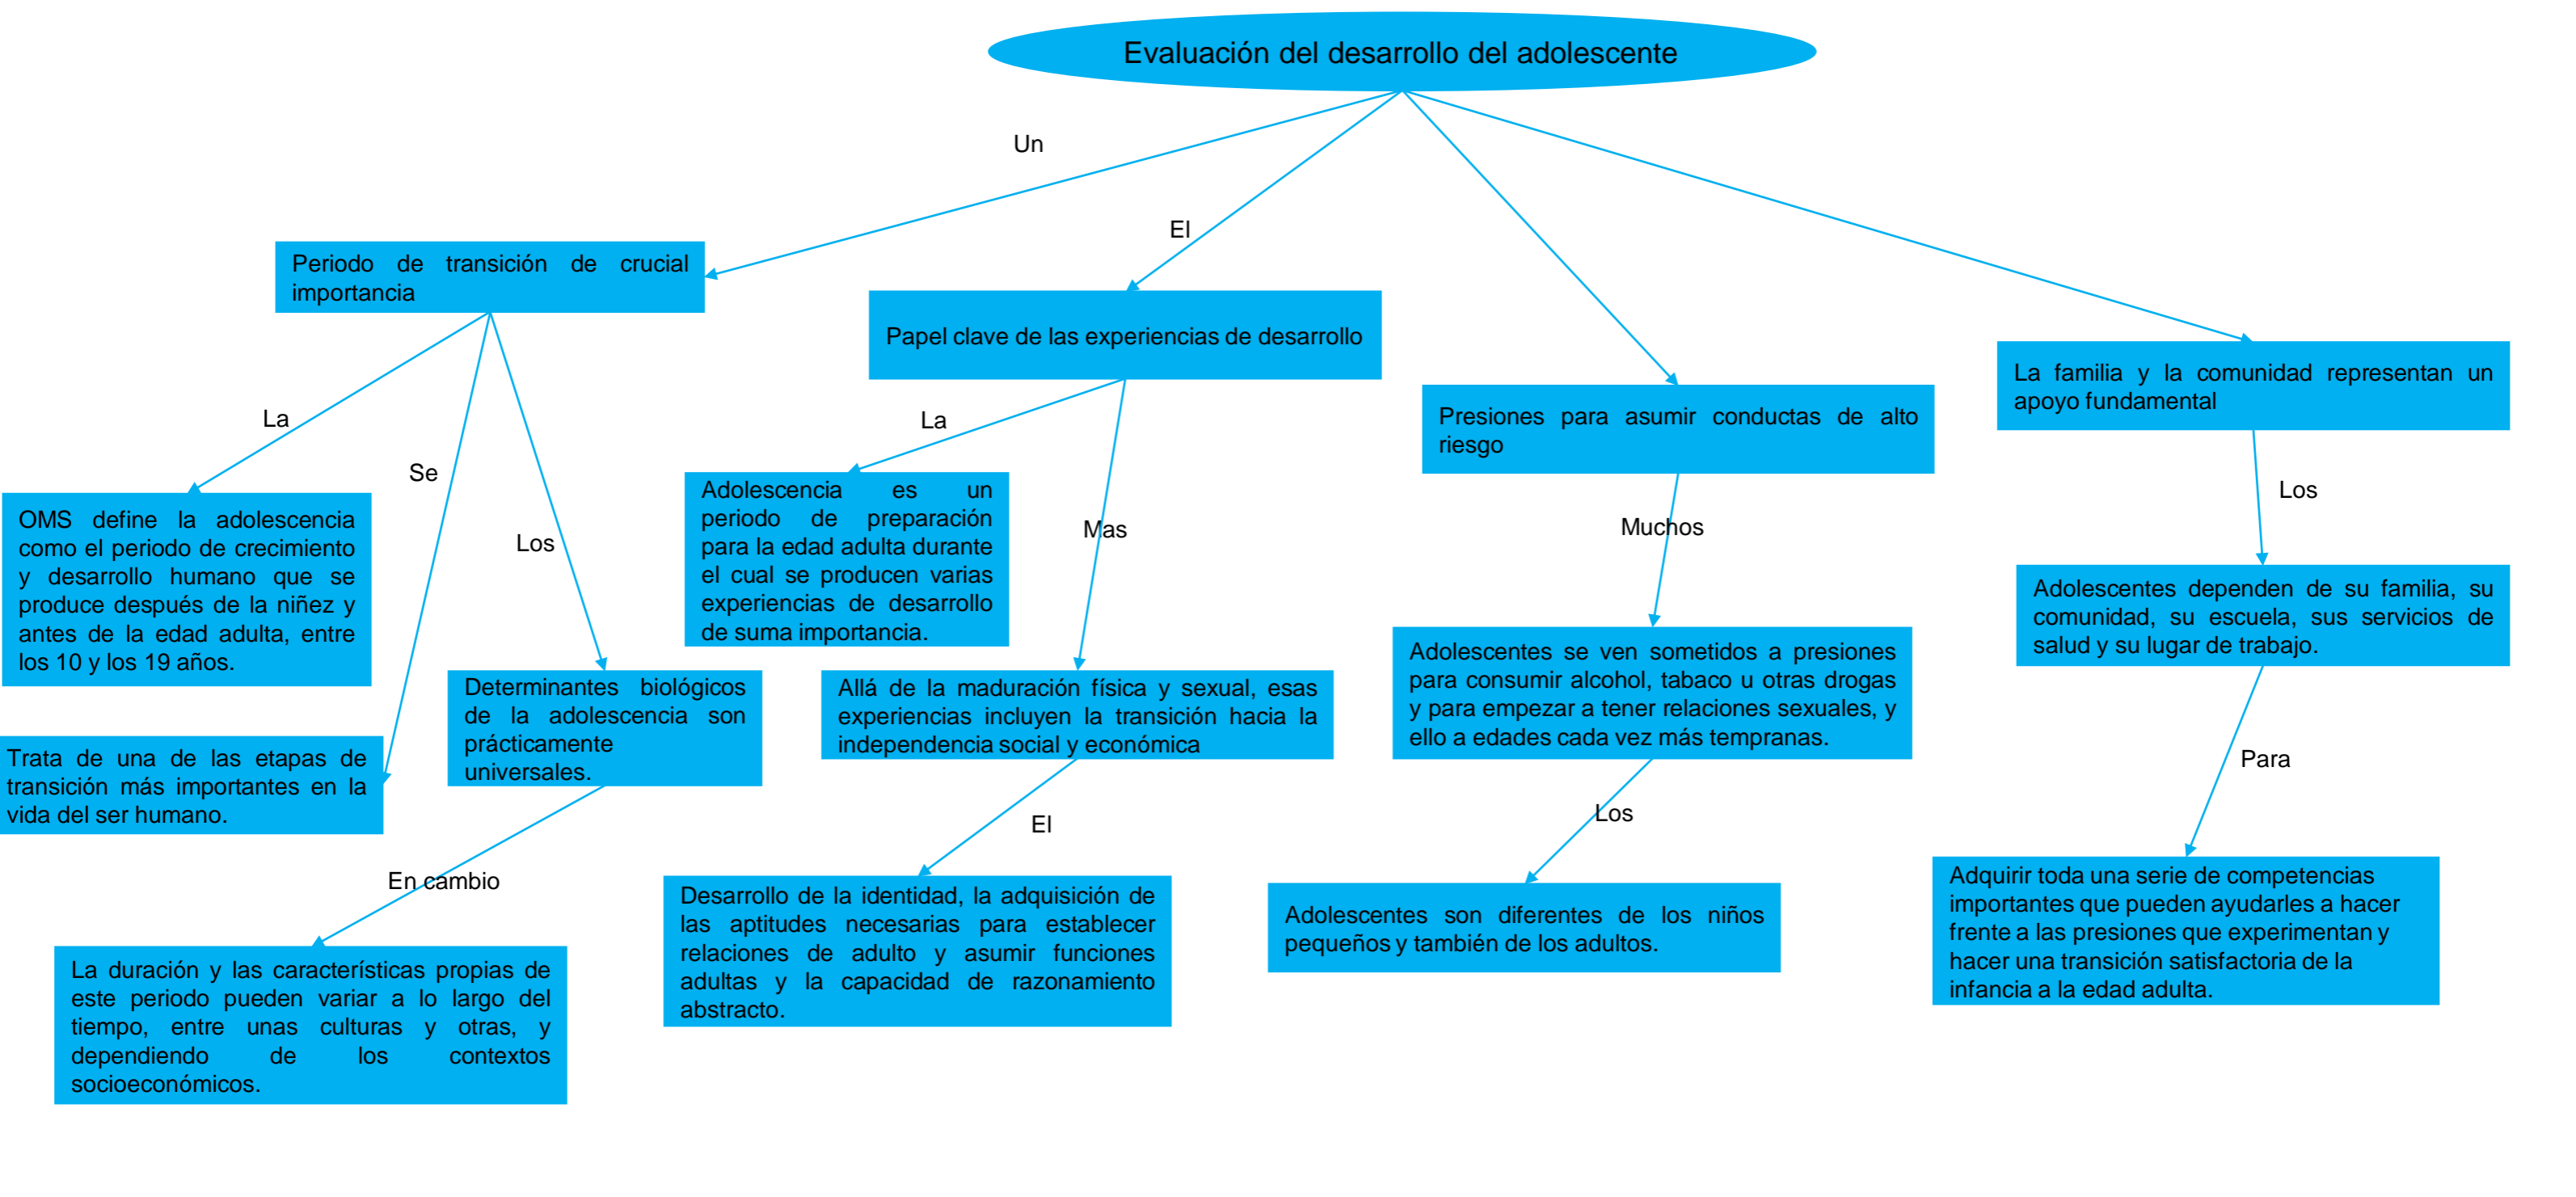 Evaluación del desarrollo del adolescente
Un
El
Periodo de transición de crucial
importancia
Papel clave de las experiencias de desarrollo
Presiones para asumir conductas de alto
riesgo
La familia y la comunidad representan un
apoyo fundamental
La
Se
Los
La
Mas
Muchos
Los
OMS define la adolescencia
como el periodo de crecimiento
y desarrollo humano que se
produce después de la niñez y
antes de la edad adulta, entre
los 10 y los 19 años.
Trata de una de las etapas de
transición más importantes en la
vida del ser humano.
Determinantes biológicos
de la adolescencia son
prácticamente
universales.
En cambio
La duración y las características propias de
este periodo pueden variar a lo largo del
tiempo, entre unas culturas y otras, y
dependiendo de los contextos
socioeconómicos.
Adolescencia es un
periodo de preparación
para la edad adulta durante
el cual se producen varias
experiencias de desarrollo
de suma importancia.
Allá de la maduración física y sexual, esas
experiencias incluyen la transición hacia la
independencia social y económica
El
Desarrollo de la identidad, la adquisición de
las aptitudes necesarias para establecer
relaciones de adulto y asumir funciones
adultas y la capacidad de razonamiento
abstracto.
Adolescentes se ven sometidos a presiones
para consumir alcohol, tabaco u otras drogas
y para empezar a tener relaciones sexuales, y
ello a edades cada vez más tempranas.
Los
Adolescentes son diferentes de los niños
pequeños y también de los adultos.
Adolescentes dependen de su familia, su
comunidad, su escuela, sus servicios de
salud y su lugar de trabajo.
Para
Adquirir toda una serie de competencias
importantes que pueden ayudarles a hacer
frente a las presiones que experimentan y
hacer una transición satisfactoria de la
infancia a la edad adulta.